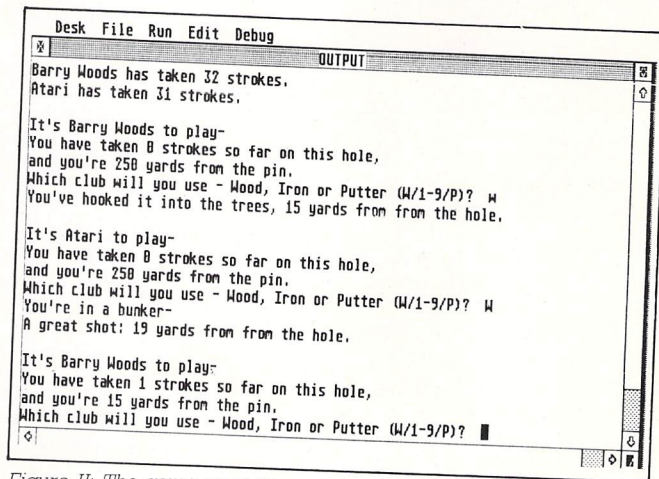 Desk File Run Edit Debug
OUTPUT
Barry Woods has taken 32 strokes.
Atari has taken 31 strokes.
It's Barry Woods to play-
You have taken 0 strokes so far on this hole,
and you're 250 yards from the pin.
Which club will you use - Wood, Iron or Putter (W/1-9/P)? W
You've hooked it into the trees, 15 yards from from the hole.
It's Atari to play-
You have taken 0 strokes so far on this hole,
and you're 250 yards from the pin.
Which club will you use - Wood, Iron or Putter (W/1-9/P)? W
You're in a bunker-
A great shot: 19 yards from from the hole.
It's Barry Woods to play-
You have taken 1 strokes so far on this hole,
and you're 15 yards from the pin.
Which club will you use - Wood, Iron or Putter (W/1-9/P)?
Figure II: The